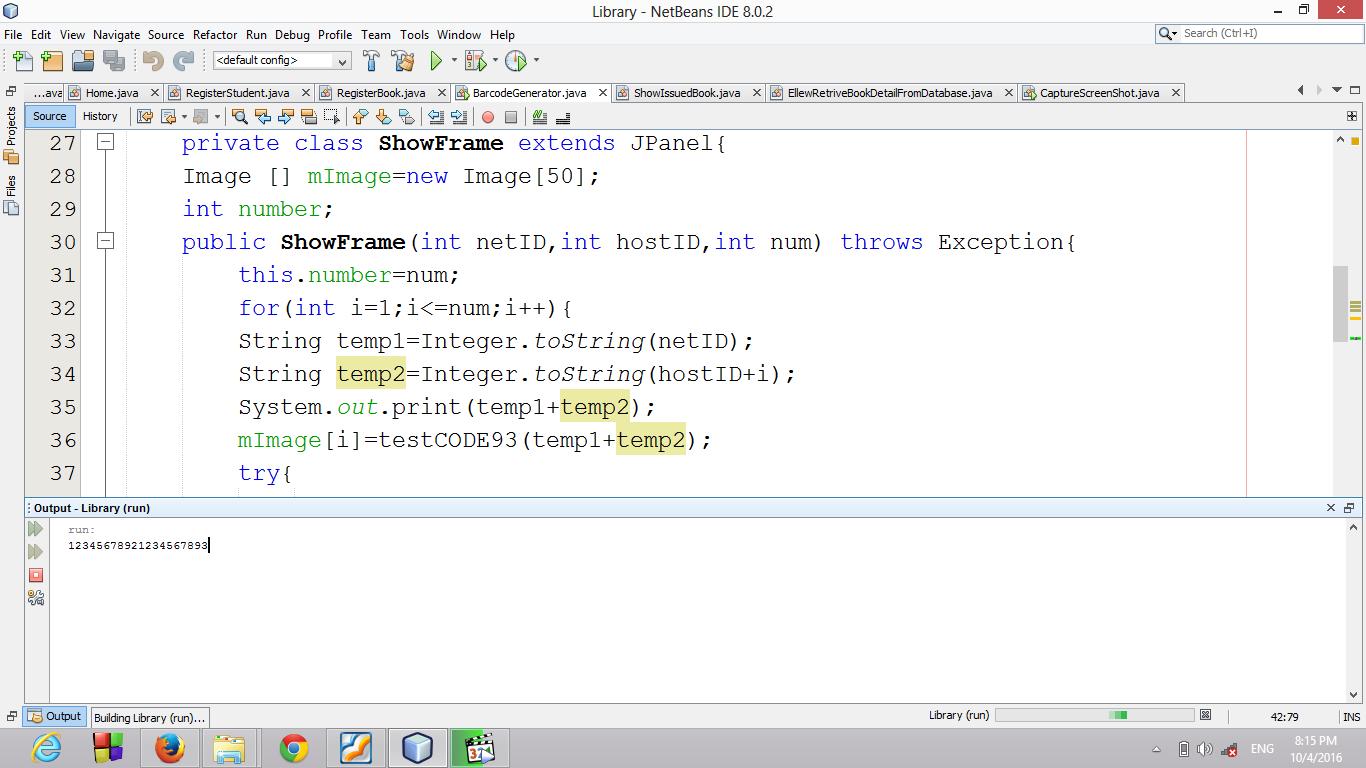 Library - NetBeans IDE 8.0.2
File Edit View Navigate Source Refactor Run Debug Profile Team Tools Window Help
Search (Ctrl+I)
<default config>
...ava Home.java RegisterStudent.java RegisterBook.java BarcodeGenerator.java ShowIssuedBook.java EllewRetriveBookDetailFromDatabase.java CaptureScreenShot.java
Source History
Projects
Files
27 private class ShowFrame extends JPanel{
28 Image [] mImage=new Image[50];
29 int number;
30 public ShowFrame(int netID,int hostID,int num) throws Exception{
31 this.number=num;
32 for(int i=1;i<=num;i++){
33 String temp1=Integer.toString(netID);
34 String temp2=Integer.toString(hostID+i);
35 System.out.print(temp1+temp2);
36 mImage[i]=testCODE93(temp1+temp2);
37 try{
Output - Library (run)
run:
12345678921234567893
Output Building Library (run)... Library (run) 42:79 INS
ENG 8:15 PM
10/4/2016